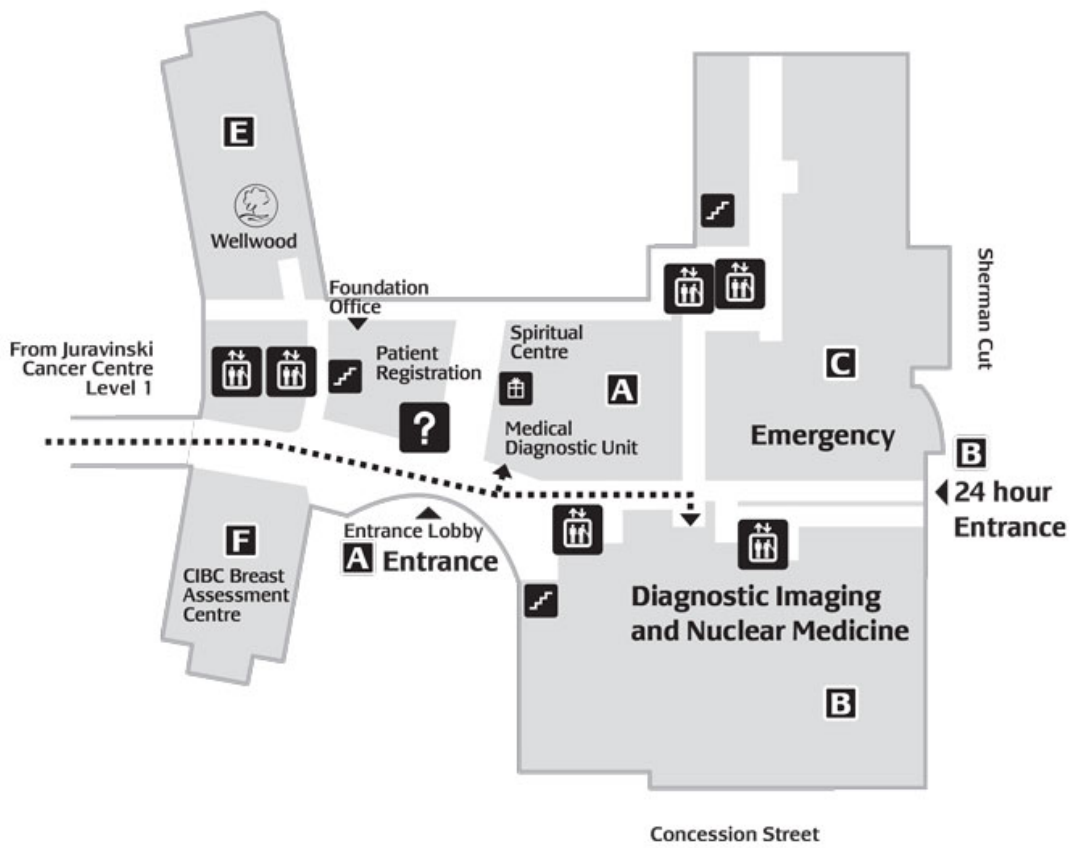 E
Wellwood
Foundation
Office
From Juravinski
Cancer Centre
Level 1
Patient
Registration
?
Spiritual
Centre
A
Medical
Diagnostic Unit
C
Emergency
Sherman Cut
B
24 hour
Entrance
Entrance Lobby
A Entrance
F
CIBC Breast
Assessment
Centre
Diagnostic Imaging
and Nuclear Medicine
B
Concession Street